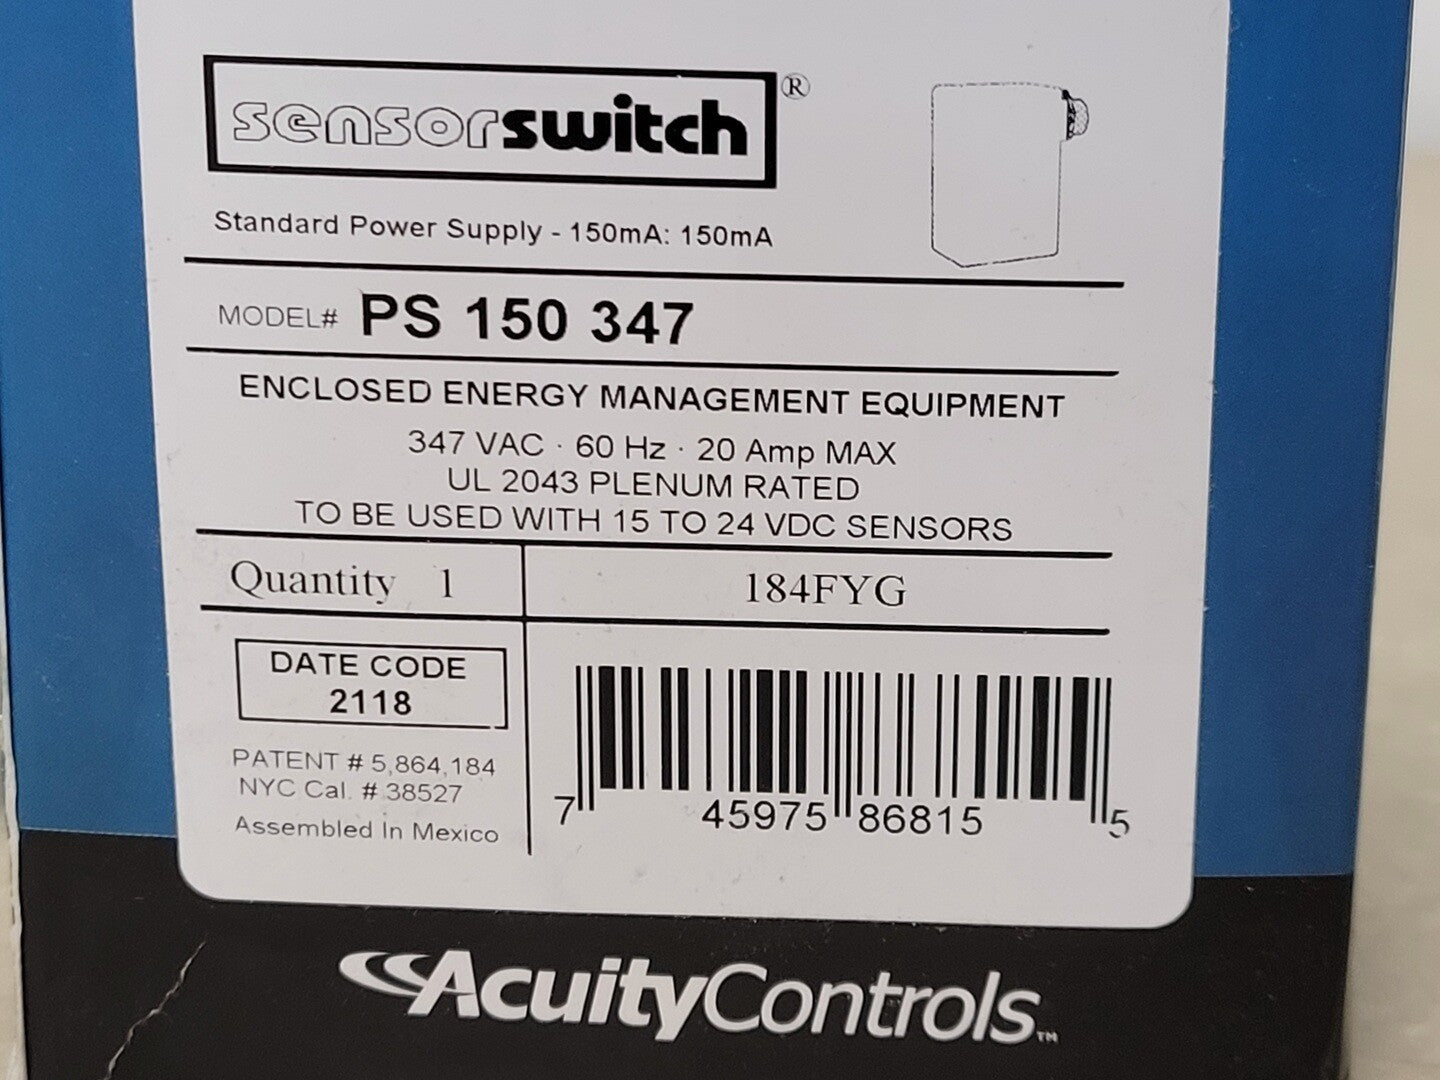 sensorswitch®
Standard Power Supply - 150mA: 150mA
MODEL# PS 150 347
ENCLOSED ENERGY MANAGEMENT EQUIPMENT
347 VAC · 60 Hz · 20 Amp MAX
UL 2043 PLENUM RATED
TO BE USED WITH 15 TO 24 VDC SENSORS
Quantity 1
184FYG
DATE CODE
2118
PATENT # 5,864,184
NYC Cal. # 38527
Assembled In Mexico
7 45975 86815 5
AcuityControls™